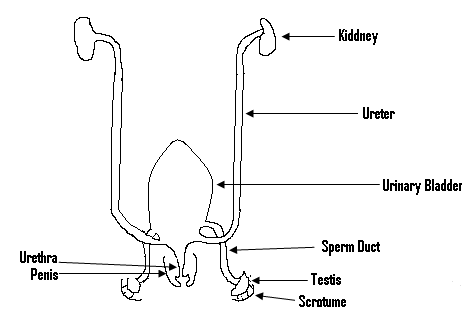 Kiddney
Ureter
Urinary Bladder
Sperm Duct
Urethra
Penis
Testis
Scrotume